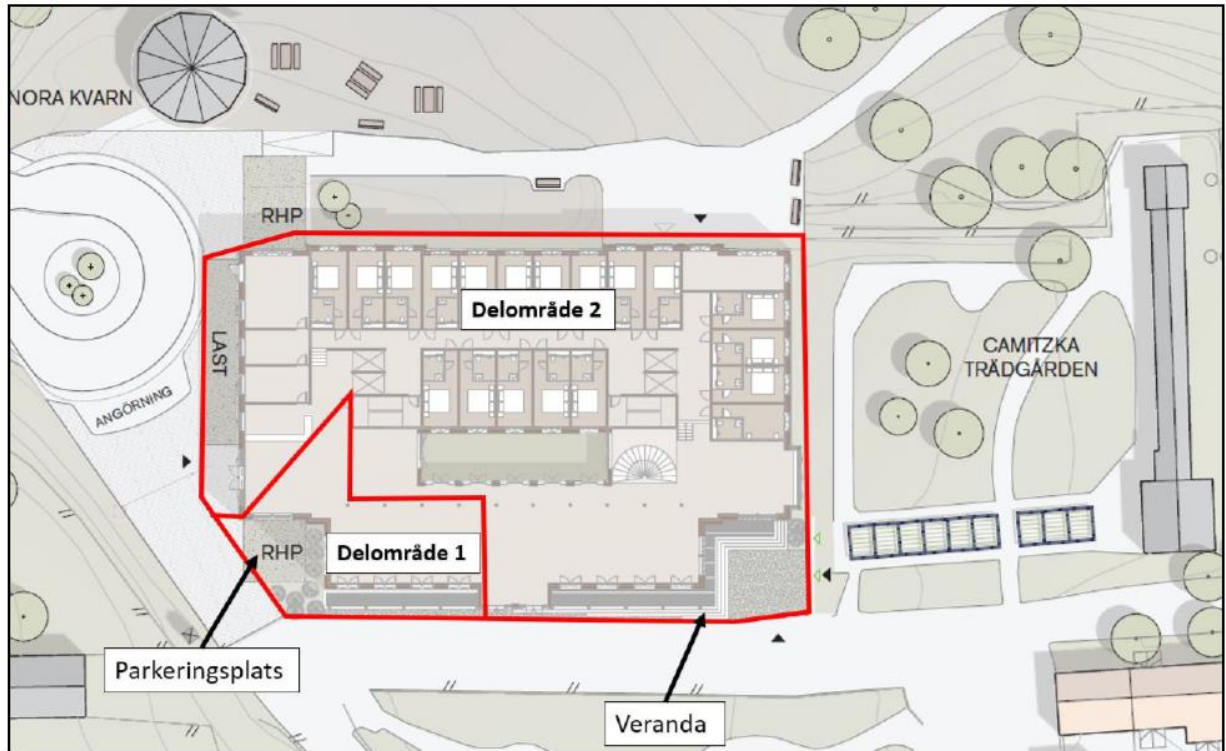 NORA KVARN
RHP
Delområde 2
LAST
CAMITZKA
TRÄDGÅRDEN
ANGÖRNING
RHP
Delområde 1
Parkeringsplats
Veranda